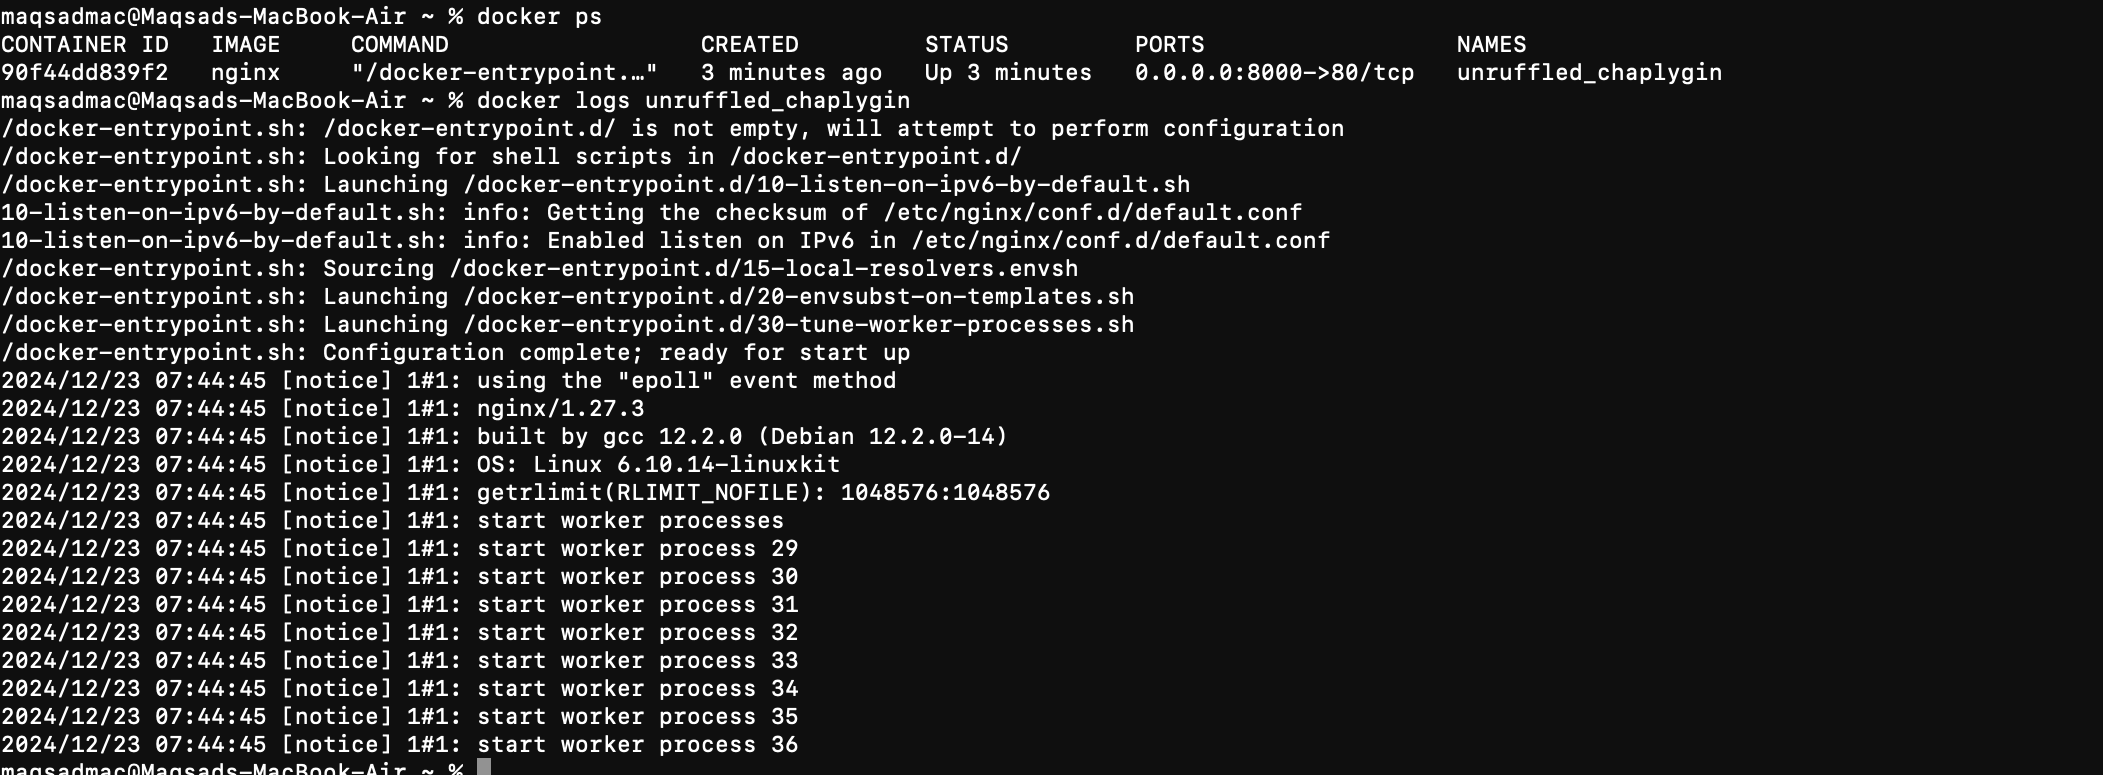 maqsadmac@Maqsads-MacBook-Air ~ % docker ps
CONTAINER ID   IMAGE     COMMAND                  CREATED         STATUS         PORTS                  NAMES
90f44dd839f2   nginx     "/docker-entrypoint.…"   3 minutes ago   Up 3 minutes   0.0.0.0:8000->80/tcp   unruffled_chaplygin
maqsadmac@Maqsads-MacBook-Air ~ % docker logs unruffled_chaplygin
/docker-entrypoint.sh: /docker-entrypoint.d/ is not empty, will attempt to perform configuration
/docker-entrypoint.sh: Looking for shell scripts in /docker-entrypoint.d/
/docker-entrypoint.sh: Launching /docker-entrypoint.d/10-listen-on-ipv6-by-default.sh
10-listen-on-ipv6-by-default.sh: info: Getting the checksum of /etc/nginx/conf.d/default.conf
10-listen-on-ipv6-by-default.sh: info: Enabled listen on IPv6 in /etc/nginx/conf.d/default.conf
/docker-entrypoint.sh: Sourcing /docker-entrypoint.d/15-local-resolvers.envsh
/docker-entrypoint.sh: Launching /docker-entrypoint.d/20-envsubst-on-templates.sh
/docker-entrypoint.sh: Launching /docker-entrypoint.d/30-tune-worker-processes.sh
/docker-entrypoint.sh: Configuration complete; ready for start up
2024/12/23 07:44:45 [notice] 1#1: using the "epoll" event method
2024/12/23 07:44:45 [notice] 1#1: nginx/1.27.3
2024/12/23 07:44:45 [notice] 1#1: built by gcc 12.2.0 (Debian 12.2.0-14)
2024/12/23 07:44:45 [notice] 1#1: OS: Linux 6.10.14-linuxkit
2024/12/23 07:44:45 [notice] 1#1: getrlimit(RLIMIT_NOFILE): 1048576:1048576
2024/12/23 07:44:45 [notice] 1#1: start worker processes
2024/12/23 07:44:45 [notice] 1#1: start worker process 29
2024/12/23 07:44:45 [notice] 1#1: start worker process 30
2024/12/23 07:44:45 [notice] 1#1: start worker process 31
2024/12/23 07:44:45 [notice] 1#1: start worker process 32
2024/12/23 07:44:45 [notice] 1#1: start worker process 33
2024/12/23 07:44:45 [notice] 1#1: start worker process 34
2024/12/23 07:44:45 [notice] 1#1: start worker process 35
2024/12/23 07:44:45 [notice] 1#1: start worker process 36
maqsadmac@Maqsads-MacBook-Air ~ %